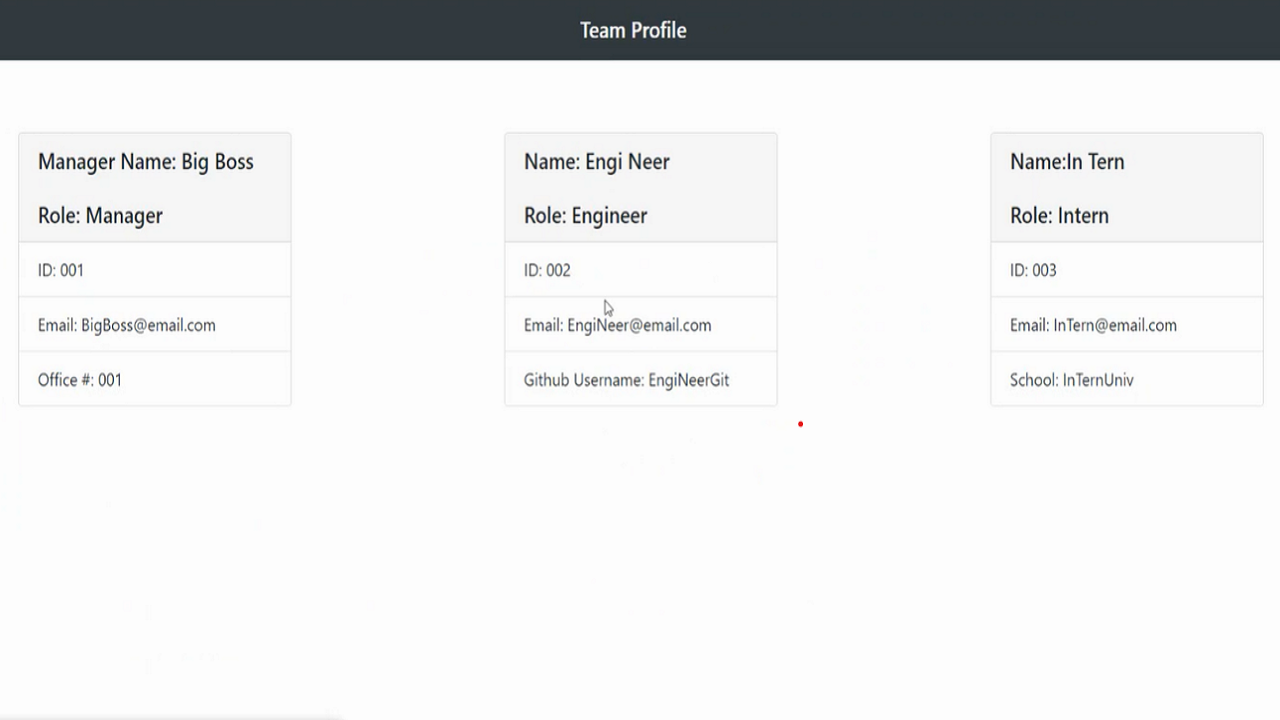 Team Profile
Manager Name: Big Boss
Role: Manager
ID: 001
Email: BigBoss@email.com
Office #: 001
Name: Engi Neer
Role: Engineer
ID: 002
Email: EngiNeer@email.com
Github Username: EngiNeerGit
Name:In Tern
Role: Intern
ID: 003
Email: InTern@email.com
School: InTernUniv